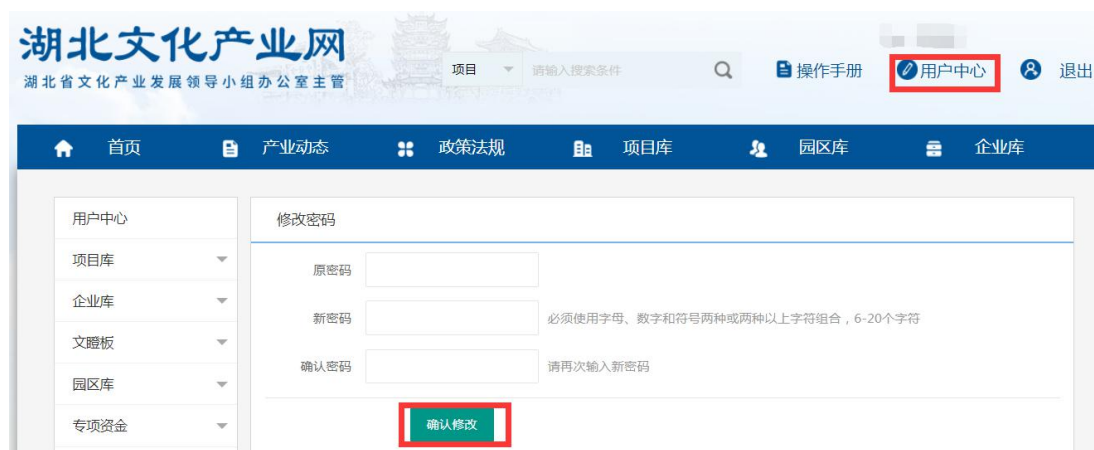 湖北文化产业网
湖北省文化产业发展领导小组办公室主管
项目 请输入搜索条件 操作手册 用户中心 退出
首页 产业动态 政策法规 项目库 园区库 企业库
用户中心 修改密码
项目库
原密码
企业库
新密码 必须使用字母、数字和符号两种或两种以上字符组合，6-20个字符
文瞪板
确认密码 请再次输入新密码
园区库
专项资金
确认修改